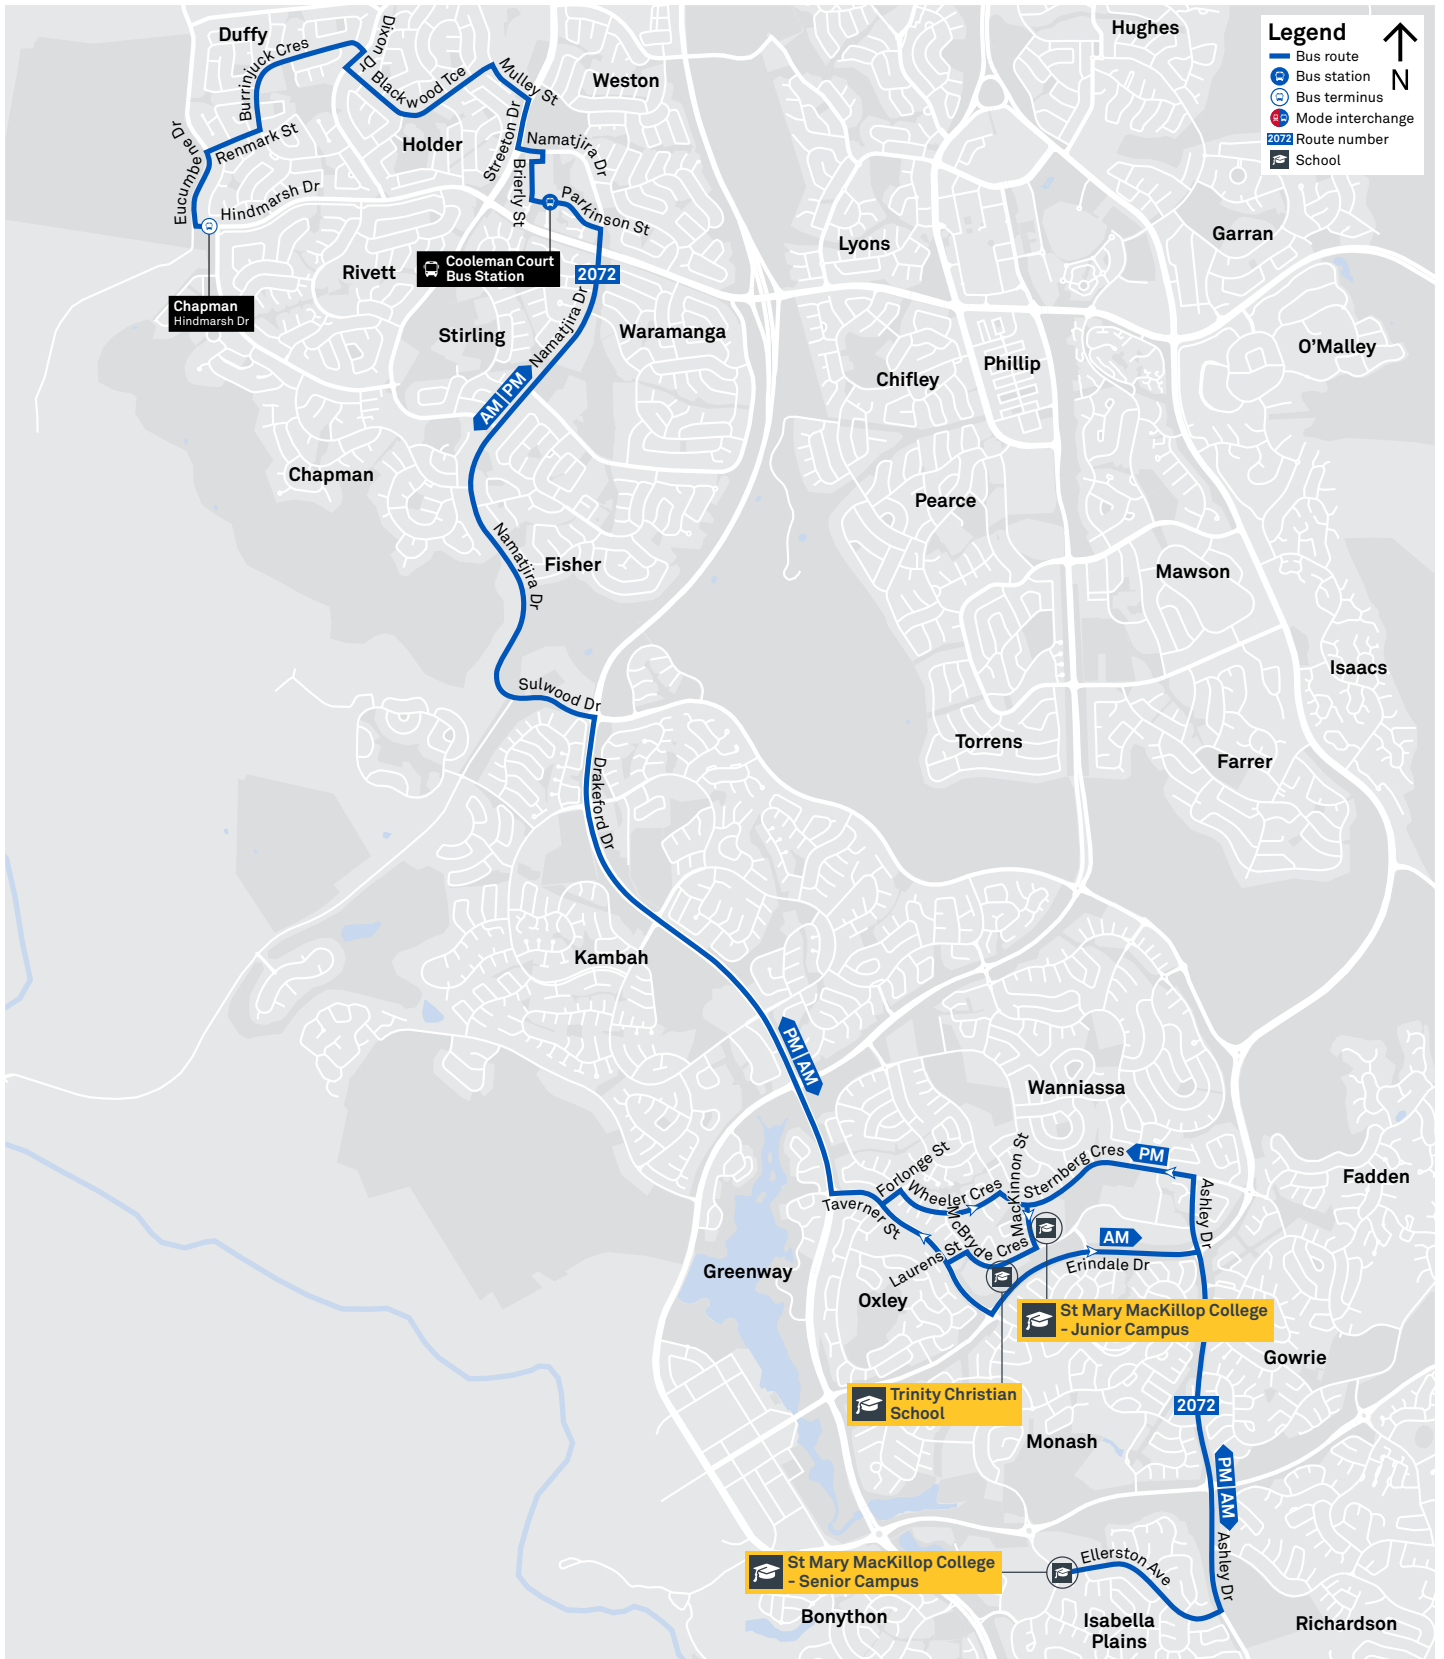 Legend
N
Bus route
Bus station
Bus terminus
Mode interchange
2072 Route number
School
Duffy
Hughes
Dixon Dr
Burrinjuck Cres
Blackwood Tce
Mulley St
Weston
Eucumbene Dr
Renmark St
Holder
Streeton Dr
Namatjira Dr
Brierly St
Hindmarsh Dr
Parkinson St
Lyons
Garran
Cooleman Court
Bus Station
Rivett
2072
Chapman
Hindmarsh Dr
Stirling
Namatjira Dr
Waramanga
O'Malley
Phillip
Chifley
AM | PM
Chapman
Pearce
Namatjira Dr
Fisher
Mawson
Isaacs
Sulwood Dr
Torrens
Farrer
Drakeford Dr
Kambah
PM | AM
Wanniassa
Forlonge St
MacKinnon St
Sternberg Cres
PM
Fadden
Wheeler Cres
Taverner St
McBryde Cres
Ashley Dr
AM
Laurens St
Erindale Dr
Greenway
Oxley
St Mary MacKillop College
- Junior Campus
Gowrie
Trinity Christian
School
2072
Monash
PM | AM
Ashley Dr
St Mary MacKillop College
- Senior Campus
Ellerston Ave
Bonython
Isabella
Plains
Richardson